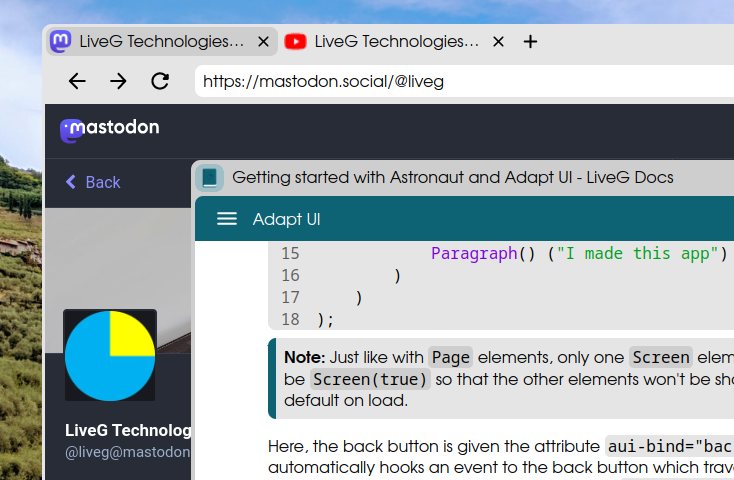 LiveG Technologies...
LiveG Technologies...
https://mastodon.social/@liveg
mastodon
Back
Getting started with Astronaut and Adapt UI - LiveG Docs
Adapt UI
15 Paragraph() ("I made this app")
16 )
17 )
18 );
Note: Just like with Page elements, only one Screen elem
be Screen(true) so that the other elements won't be sh
default on load.
LiveG Technolog
@liveg@mastodon
Here, the back button is given the attribute aui-bind="bac
automatically hooks an event to the back button which trav